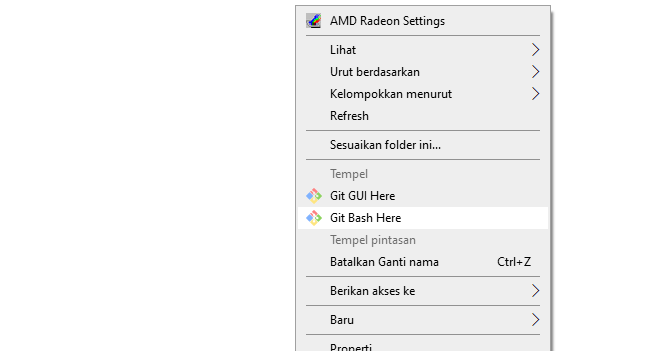 AMD Radeon Settings
Lihat
Urut berdasarkan
Kelompokkan menurut
Refresh
Sesuaikan folder ini...
Tempel
Git GUI Here
Git Bash Here
Tempel pintasan
Batalkan Ganti nama Ctrl+Z
Berikan akses ke
Baru
Properti